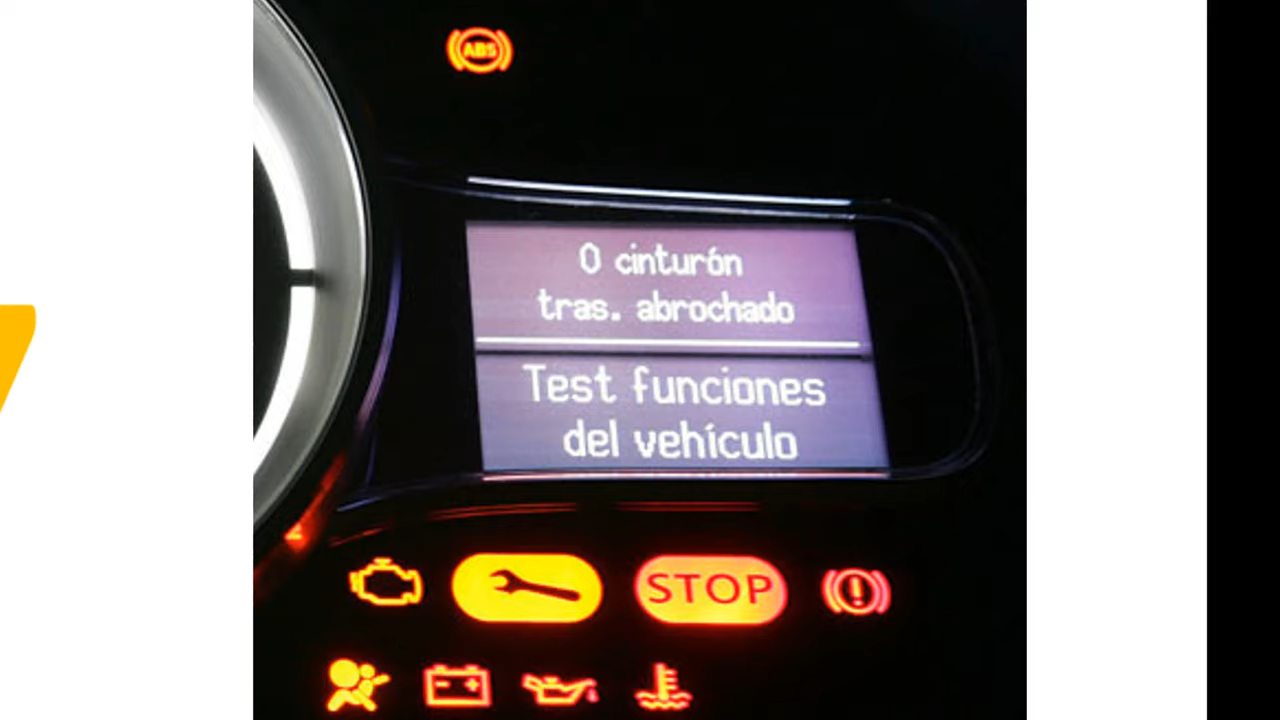 ABS
0 cinturón
tras. abrochado
Test funciones
del vehículo
STOP